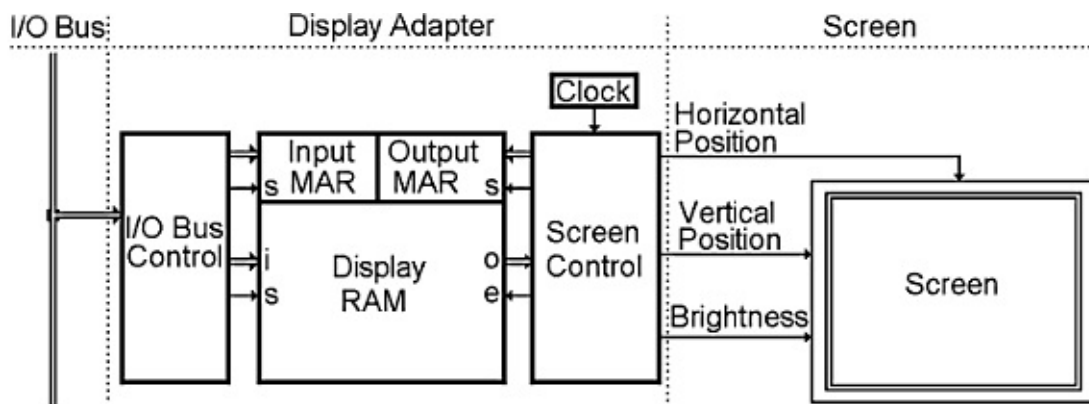 I/O Bus
Display Adapter
Screen
Clock
Horizontal
Position
Input
MAR
Output
MAR
s
s
I/O Bus
Control
i
s
Display
RAM
o
e
Screen
Control
Vertical
Position
Brightness
Screen